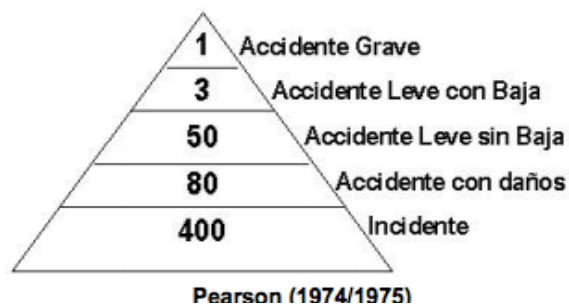 1 Accidente Grave
3 Accidente Leve con Baja
50 Accidente Leve sin Baja
80 Accidente con daños
400 Incidente
Pearson (1974/1975)